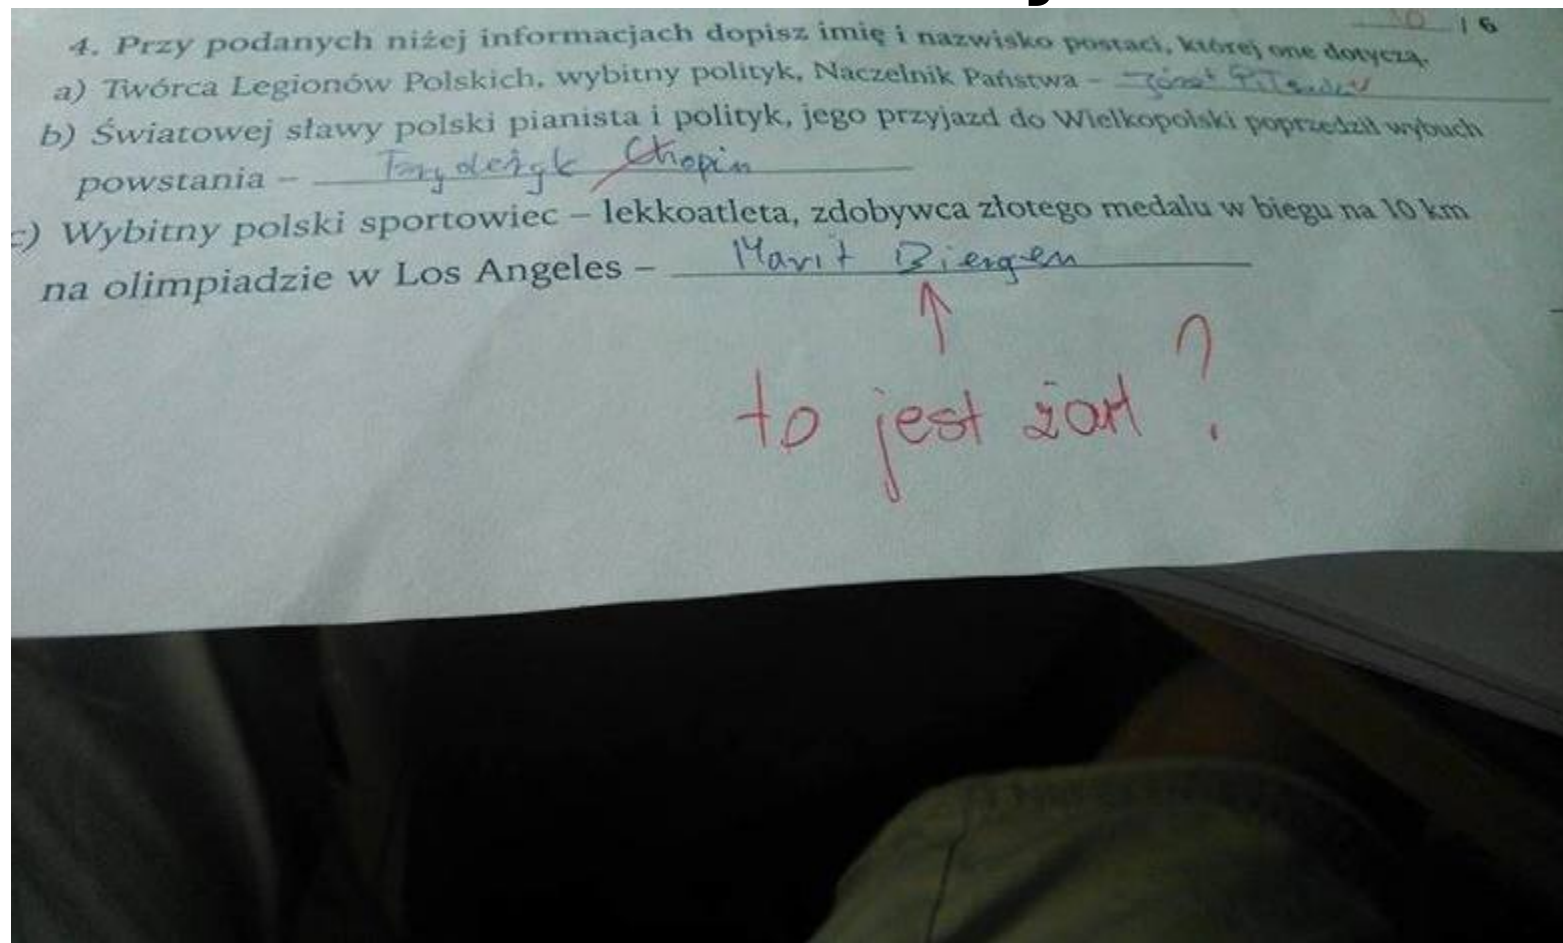 / 6
4. Przy podanych niżej informacjach dopisz imię i nazwisko postaci, której one dotyczą.
a) Twórca Legionów Polskich, wybitny polityk, Naczelnik Państwa – Józef
b) Światowej sławy polski pianista i polityk, jego przyjazd do Wielkopolski poprzedził wybuch
powstania – Fryderyk Chopin
c) Wybitny polski sportowiec – lekkoatleta, zdobywca złotego medalu w biegu na 10 km
na olimpiadzie w Los Angeles – Marit Biergen
↑
to jest żart ?